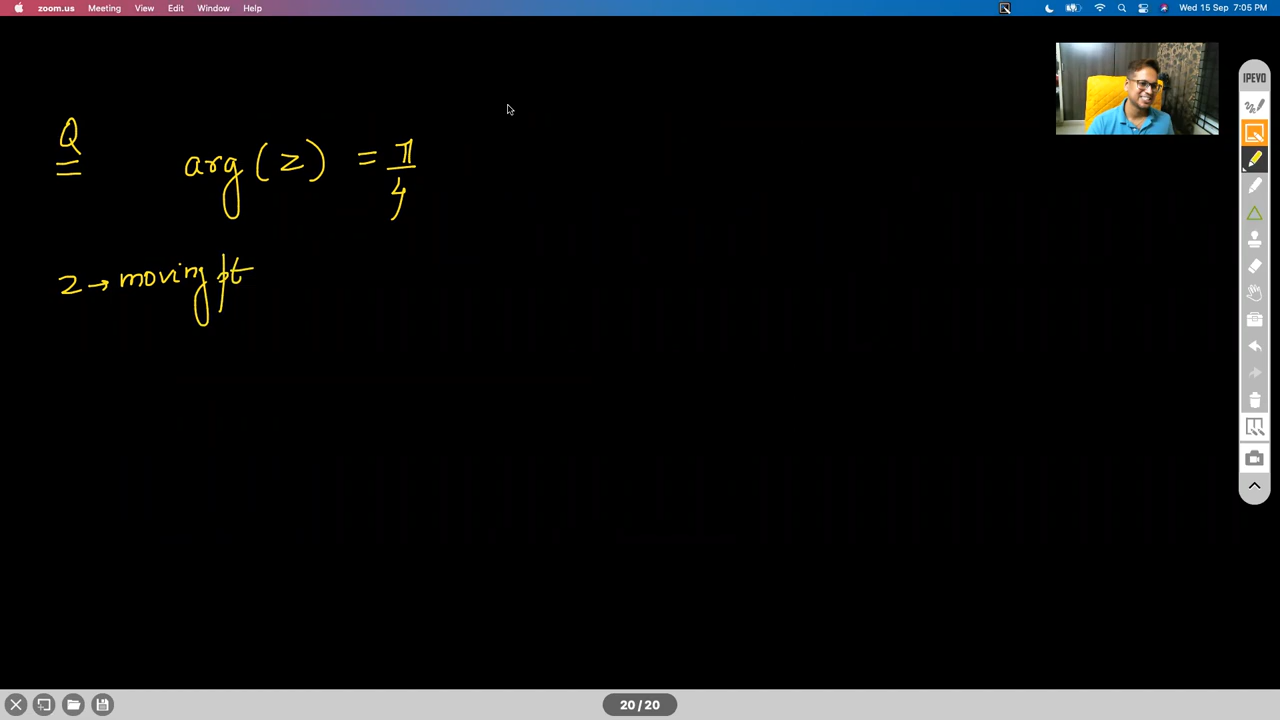 zoom.us Meeting View Edit Window Help Wed 15 Sep 7:05 PM
IPEVO
Q
arg(z) = π/4
z → moving pt
20 / 20